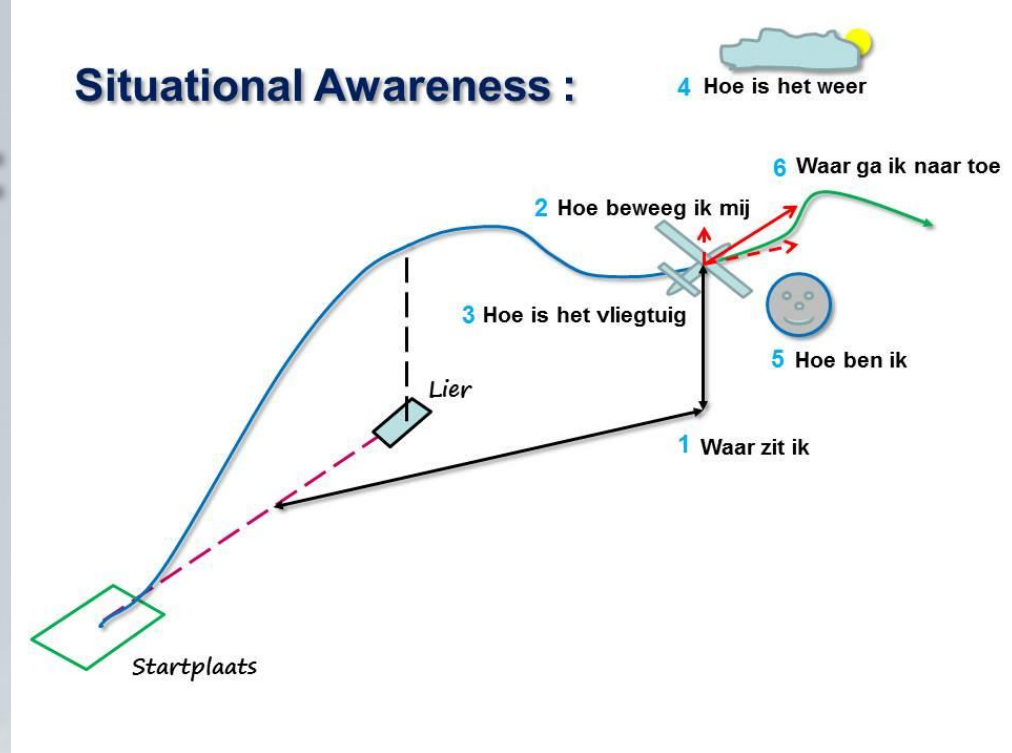 Situational Awareness :
4 Hoe is het weer
6 Waar ga ik naar toe
2 Hoe beweeg ik mij
3 Hoe is het vliegtuig
5 Hoe ben ik
Lier
1 Waar zit ik
Startplaats